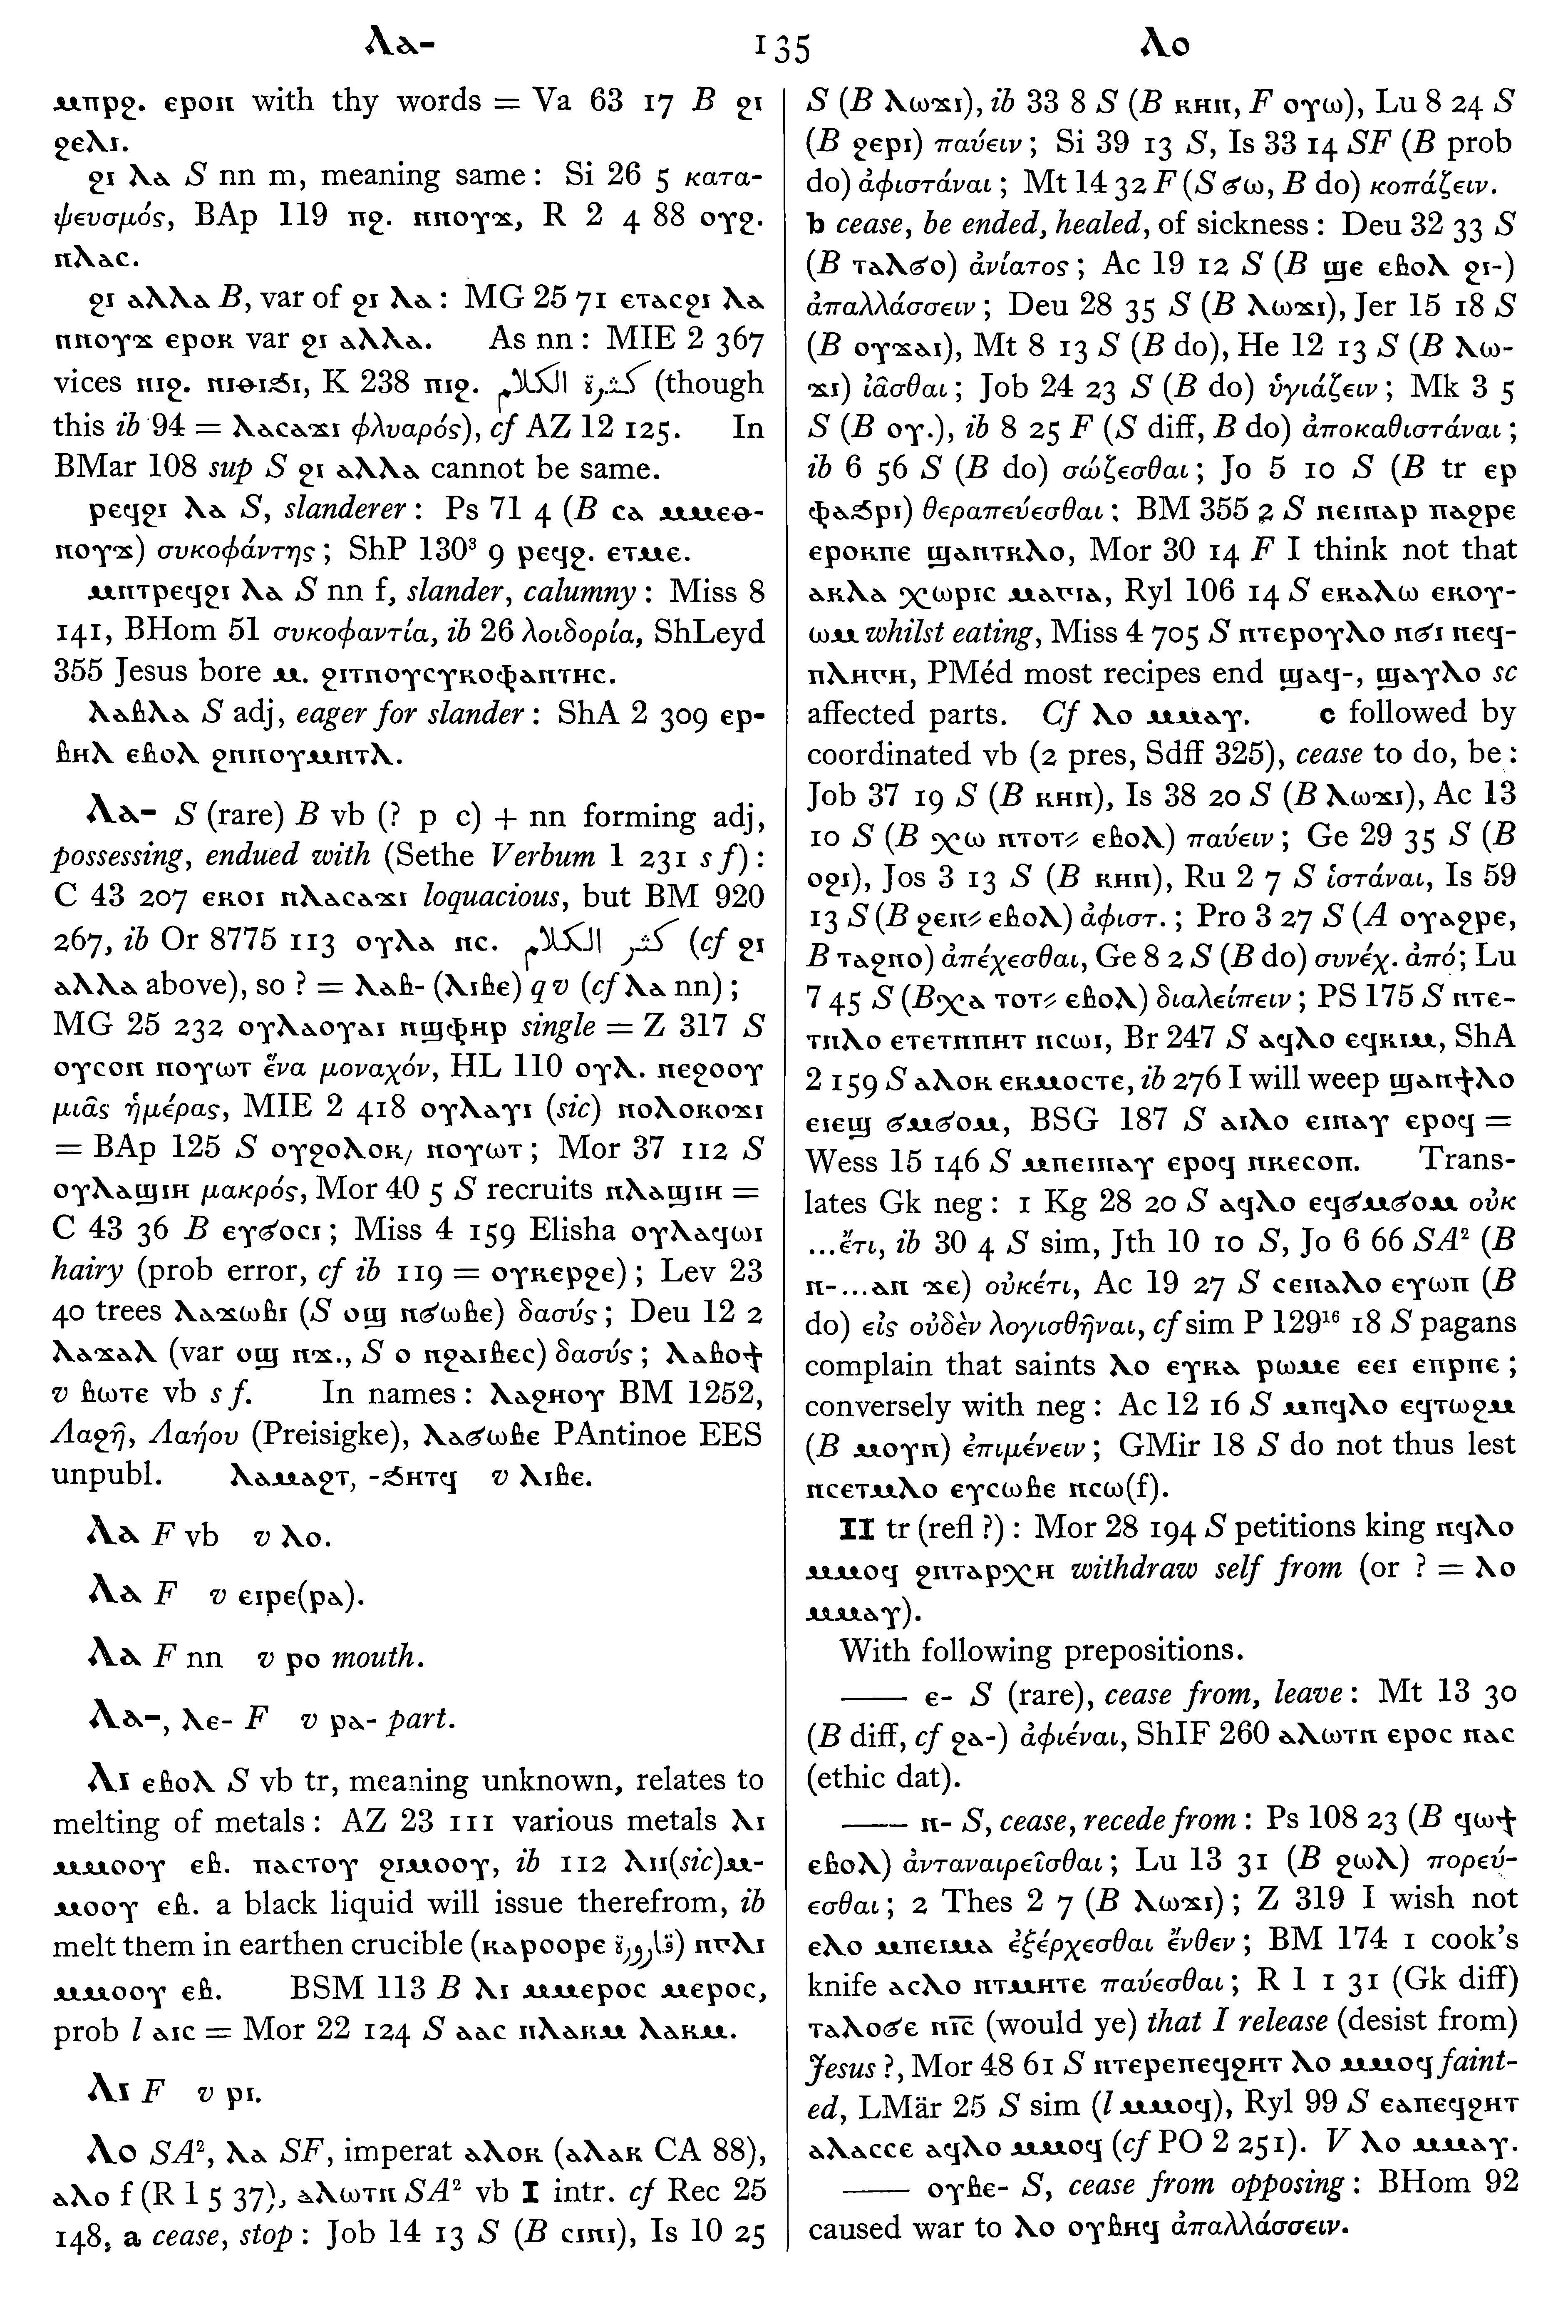 ⲗⲁ-
135
ⲗⲟ
ⲙⲡⲣϩ. ⲉⲣⲟⲛ with thy words = Va 63 17 B ϩⲓ
ϩⲉⲗⲓ.
ϩⲓ ⲗⲁ S nn m, meaning same: Si 26 5 κατα-
ψευσμός, BAp 119 ⲡϩ. ⲛⲛⲟⲩϫ, R 2 4 88 ⲟⲩϩ.
ⲛⲗⲁⲥ.
ϩⲓ ⲁⲗⲗⲁ B, var of ϩⲓ ⲗⲁ: MG 25 71 ⲉⲧⲁⲥϩⲓ ⲗⲁ
ⲛⲛⲟⲩϫ ⲉⲣⲟⲕ var ϩⲓ ⲁⲗⲗⲁ. As nn: MIE 2 367
vices ⲛⲓϩ. ⲛⲓⲑⲓϧⲓ, K 238 ⲡⲓϩ. كثرة الكلام (though
this ib 94 = ⲗⲁⲥⲁϫⲓ φλυαρός), cf AZ 12 125. In
BMar 108 sup S ϩⲓ ⲁⲗⲗⲁ cannot be same.
ⲣⲉϥϩⲓ ⲗⲁ S, slanderer: Ps 71 4 (B ⲥⲁ ⲙⲙⲉⲑ-
ⲛⲟⲩϫ) συκοφάντης; ShP 130³ 9 ⲣⲉϥϩ. ⲉⲧⲙⲉ.
ⲙⲛⲧⲣⲉϥϩⲓ ⲗⲁ S nn f, slander, calumny: Miss 8
141, BHom 51 συκοφαντία, ib 26 λοιδορία, ShLeyd
355 Jesus bore ⲙ. ϩⲓⲧⲛⲟⲩⲥⲩⲕⲟⲫⲁⲛⲧⲏⲥ.
ⲗⲁⲃⲗⲁ S adj, eager for slander: ShA 2 309 ⲉⲣ-
ⲃⲏⲗ ⲉⲃⲟⲗ ϩⲛⲛⲟⲩⲙⲛⲧⲗ.
ⲗⲁ- S (rare) B vb (? p c) + nn forming adj,
possessing, endued with (Sethe Verbum 1 231 s f):
C 43 207 ⲉⲕⲟⲓ ⲛⲗⲁⲥⲁϫⲓ loquacious, but BM 920
267, ib Or 8775 113 ⲟⲩⲗⲁ ⲛⲥ. كثر الكلام (cf ϩⲓ
ⲁⲗⲗⲁ above), so ? = ⲗⲁⲃ- (ⲗⲓⲃⲉ) q v (cf ⲗⲁ nn);
MG 25 232 ⲟⲩⲗⲁⲟⲩⲁⲓ ⲛϣⲫⲏⲣ single = Z 317 S
ⲟⲩⲥⲟⲛ ⲛⲟⲩⲱⲧ ἕνα μοναχόν, HL 110 ⲟⲩⲗ. ⲛⲉϩⲟⲟⲩ
μιᾶς ἡμέρας, MIE 2 418 ⲟⲩⲗⲁⲩⲓ (sic) ⲛⲟⲗⲟⲕⲟϫⲓ
= BAp 125 S ⲟⲩϩⲟⲗⲟⲕ/ ⲛⲟⲩⲱⲧ; Mor 37 112 S
ⲟⲩⲗⲁϣⲓⲏ μακρός, Mor 40 5 S recruits ⲛⲗⲁϣⲓⲏ =
C 43 36 B ⲉⲩϭⲟⲥⲓ; Miss 4 159 Elisha ⲟⲩⲗⲁϥⲱⲓ
hairy (prob error, cf ib 119 = ⲟⲩⲕⲉⲣϩⲉ); Lev 23
40 trees ⲗⲁϫⲱⲃⲓ (S ⲟϣ ⲛϭⲱⲃⲉ) δασύς; Deu 12 2
ⲗⲁϫⲁⲗ (var ⲟϣ ⲛϫ., S ⲟ ⲛϩⲁⲓⲃⲉⲥ) δασύς; ⲗⲁⲃⲟϯ
v ⲃⲱⲧⲉ vb s f. In names: ⲗⲁϩⲏⲟⲩ BM 1252,
Λαϩῆ, Λαήου (Preisigke), ⲗⲁϭⲱⲃⲉ PAntinoe EES
unpubl. ⲗⲁⲙⲁϩⲧ, -ϧⲏⲧϥ v ⲗⲓⲃⲉ.
ⲗⲁ F vb v ⲗⲟ.
ⲗⲁ F v ⲉⲓⲣⲉ(ⲣⲁ).
ⲗⲁ F nn v ⲣⲟ mouth.
ⲗⲁ-, ⲗⲉ- F v ⲣⲁ- part.
ⲗⲓ ⲉⲃⲟⲗ S vb tr, meaning unknown, relates to
melting of metals: AZ 23 111 various metals ⲗⲓ
ⲙⲙⲟⲟⲩ ⲉⲃ. ⲛⲁⲥⲧⲟⲩ ϩⲓⲙⲟⲟⲩ, ib 112 ⲗⲓⲓ(sic)ⲙ-
ⲙⲟⲟⲩ ⲉⲃ. a black liquid will issue therefrom, ib
melt them in earthen crucible (ⲕⲁⲣⲟⲟⲣⲉ قارورة) ⲛⲅⲗⲓ
ⲙⲙⲟⲟⲩ ⲉⲃ. BSM 113 B ⲗⲓ ⲙⲙⲉⲣⲟⲥ ⲙⲉⲣⲟⲥ,
prob l ⲁⲓⲥ = Mor 22 124 S ⲁⲁⲥ ⲛⲗⲁⲕⲙ ⲗⲁⲕⲙ.
ⲗⲓ F v ⲣⲓ.
ⲗⲟ SA², ⲗⲁ SF, imperat ⲁⲗⲟⲕ (ⲁⲗⲁⲕ CA 88),
ⲁⲗⲟ f (R 1 5 37), ⲁⲗⲱⲧⲛ SA² vb I intr. cf Rec 25
148, a cease, stop: Job 14 13 S (B ⲥⲓⲛⲓ), Is 10 25
S (B ⲗⲱϫⲓ), ib 33 8 S (B ⲕⲏⲛ, F ⲟⲩⲱ), Lu 8 24 S
(B ϩⲉⲣⲓ) παύειν; Si 39 13 S, Is 33 14 SF (B prob
do) ἀφιστάναι; Mt 14 32 F (S ϭⲱ, B do) κοπάζειν.
b cease, be ended, healed, of sickness: Deu 32 33 S
(B ⲧⲁⲗϭⲟ) ἀνίατος; Ac 19 12 S (B ϣⲉ ⲉⲃⲟⲗ ϩⲓ-)
ἀπαλλάσσειν; Deu 28 35 S (B ⲗⲱϫⲓ), Jer 15 18 S
(B ⲟⲩϫⲁⲓ), Mt 8 13 S (B do), He 12 13 S (B ⲗⲱ-
ϫⲓ) ἰᾶσθαι; Job 24 23 S (B do) ὑγιάζειν; Mk 3 5
S (B ⲟⲩ.), ib 8 25 F (S diff, B do) ἀποκαθιστάναι;
ib 6 56 S (B do) σώζεσθαι; Jo 5 10 S (B tr ⲉⲣ
ⲫⲁϧⲣⲓ) θεραπεύεσθαι; BM 355 2 S ⲛⲉⲓⲛⲁⲣ ⲡⲁϩⲣⲉ
ⲉⲣⲟⲕⲡⲉ ϣⲁⲛⲧⲕⲗⲟ, Mor 30 14 F I think not that
ⲁⲕⲗⲁ ⲭⲱⲣⲓⲥ ⲙⲁⲅⲓⲁ, Ryl 106 14 S ⲉⲕⲁⲗⲱ ⲉⲕⲟⲩ-
ⲱⲙ whilst eating, Miss 4 705 S ⲛⲧⲉⲣⲟⲩⲗⲟ ⲛϭⲓ ⲛⲉϥ-
ⲡⲗⲏⲅⲏ, PMéd most recipes end ϣⲁϥ-, ϣⲁⲩⲗⲟ sc
affected parts. Cf ⲗⲟ ⲙⲙⲁⲩ. c followed by
coordinated vb (2 pres, Sdff 325), cease to do, be:
Job 37 19 S (B ⲕⲏⲛ), Is 38 20 S (B ⲗⲱϫⲓ), Ac 13
10 S (B ⲭⲱ ⲛⲧⲟⲧ⸗ ⲉⲃⲟⲗ) παύειν; Ge 29 35 S (B
ⲟϩⲓ), Jos 3 13 S (B ⲕⲏⲛ), Ru 2 7 S ἱστάναι, Is 59
13 S (B ϩⲉⲛ⸗ ⲉⲃⲟⲗ) ἀφιστ.; Pro 3 27 S (A ⲟⲩⲁϩⲣⲉ,
B ⲧⲁϩⲛⲟ) ἀπέχεσθαι, Ge 8 2 S (B do) συνέχ. ἀπό; Lu
7 45 S (B ⲭⲁ ⲧⲟⲧ⸗ ⲉⲃⲟⲗ) διαλείπειν; PS 175 S ⲛⲧⲉ-
ⲧⲛⲗⲟ ⲉⲧⲉⲧⲛⲡⲏⲧ ⲛⲥⲱⲓ, Br 247 S ⲁϥⲗⲟ ⲉϥⲕⲓⲙ, ShA
2 159 S ⲁⲗⲟⲕ ⲉⲕⲙⲟⲥⲧⲉ, ib 276 I will weep ϣⲁⲛϯⲗⲟ
ⲉⲓⲉϣ ϭⲙϭⲟⲙ, BSG 187 S ⲁⲓⲗⲟ ⲉⲓⲛⲁⲩ ⲉⲣⲟϥ =
Wess 15 146 S ⲙⲡⲉⲓⲛⲁⲩ ⲉⲣⲟϥ ⲛⲕⲉⲥⲟⲡ. Trans-
lates Gk neg: 1 Kg 28 20 S ⲁϥⲗⲟ ⲉϥϭⲙϭⲟⲙ οὐκ
...ἔτι, ib 30 4 S sim, Jth 10 10 S, Jo 6 66 SA² (B
ⲛ-...ⲁⲛ ϫⲉ) οὐκέτι, Ac 19 27 S ⲥⲉⲛⲁⲗⲟ ⲉⲩⲱⲡ (B
do) εἰς οὐδὲν λογισθῆναι, cf sim P 129¹⁶ 18 S pagans
complain that saints ⲗⲟ ⲉⲩⲕⲁ ⲣⲱⲙⲉ ⲉⲉⲓ ⲉⲡⲣⲡⲉ;
conversely with neg: Ac 12 16 S ⲙⲡϥⲗⲟ ⲉϥⲧⲱϩⲙ
(B ⲙⲟⲩⲛ) ἐπιμένειν; GMir 18 S do not thus lest
ⲛⲥⲉⲧⲙⲗⲟ ⲉⲩⲥⲱⲃⲉ ⲛⲥⲱ(f).
II tr (refl ?): Mor 28 194 S petitions king ⲛϥⲗⲟ
ⲙⲙⲟϥ ϩⲛⲧⲁⲣⲭⲏ withdraw self from (or ? = ⲗⲟ
ⲙⲙⲁⲩ).
With following prepositions.
—— ⲉ- S (rare), cease from, leave: Mt 13 30
(B diff, cf ϩⲁ-) ἀφιέναι, ShIF 260 ⲁⲗⲱⲧⲛ ⲉⲣⲟⲥ ⲛⲁⲥ
(ethic dat).
—— ⲛ- S, cease, recede from: Ps 108 23 (B ϥⲱϯ
ⲉⲃⲟⲗ) ἀνταναιρεῖσθαι; Lu 13 31 (B ϩⲱⲗ) πορεύ-
εσθαι; 2 Thes 2 7 (B ⲗⲱϫⲓ); Z 319 I wish not
ⲉⲗⲟ ⲙⲡⲉⲓⲙⲁ ἐξέρχεσθαι ἔνθεν; BM 174 1 cook's
knife ⲁⲥⲗⲟ ⲛⲧⲙⲏⲧⲉ παύεσθαι; R 1 1 31 (Gk diff)
ⲧⲁⲗⲟϭⲉ ⲛⲓ̅ⲥ̅ (would ye) that I release (desist from)
Jesus ?, Mor 48 61 S ⲛⲧⲉⲣⲉⲡⲉϥϩⲏⲧ ⲗⲟ ⲙⲙⲟϥ faint-
ed, LMär 25 S sim (l ⲙⲙⲟϥ), Ryl 99 S ⲉⲁⲡⲉϥϩⲏⲧ
ⲁⲗⲁⲥⲥⲉ ⲁϥⲗⲟ ⲙⲙⲟϥ (cf PO 2 251). V ⲗⲟ ⲙⲙⲁⲩ.
—— ⲟⲩⲃⲉ- S, cease from opposing: BHom 92
caused war to ⲗⲟ ⲟⲩⲃⲏϥ ἀπαλλάσσειν.